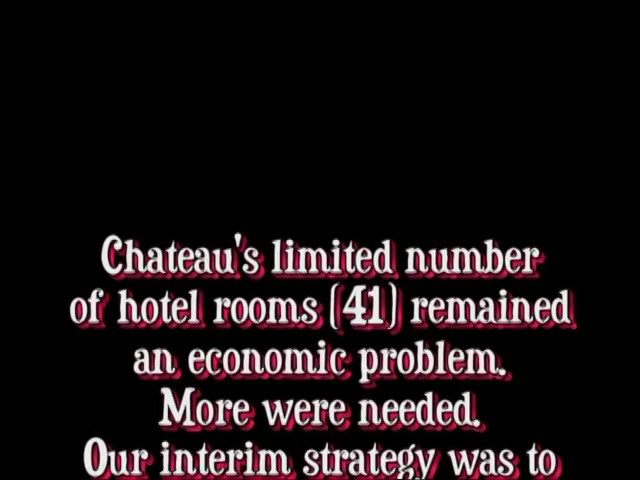 Chateau's limited number
of hotel rooms (41) remained
an economic problem.
More were needed.
Our interim strategy was to